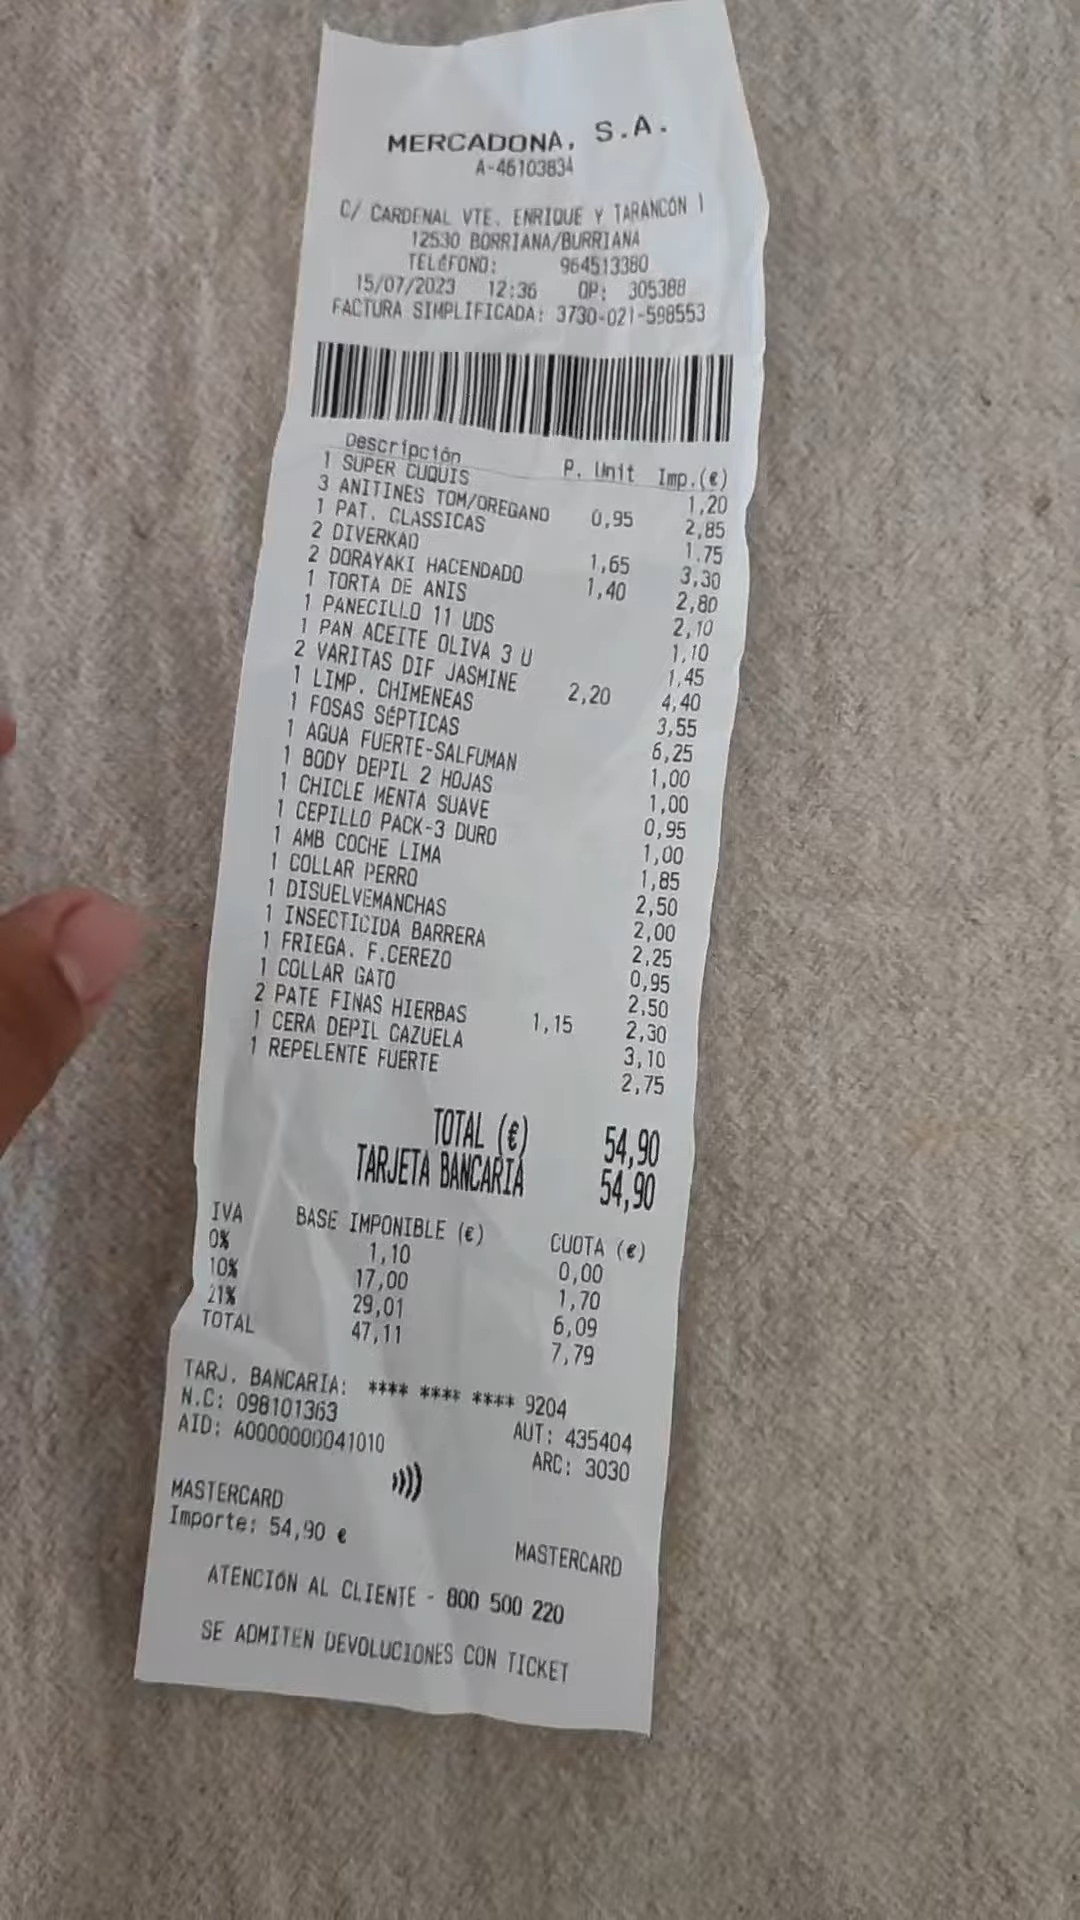 MERCADONA, S.A.
A-46103834
C/ CARDENAL VTE. ENRIQUE Y TARANCON 1
12530 BORRIANA/BURRIANA
TELÉFONO: 964513380
15/07/2023 12:36 OP: 305388
FACTURA SIMPLIFICADA: 3730-021-598553
Descripción P. Unit Imp.(€)
1 SUPER CUQUIS 1,20
3 ANITINES TOM/OREGANO 0,95 2,85
1 PAT. CLASSICAS 1,75
2 DIVERKAO 1,65 3,30
2 DORAYAKI HACENDADO 1,40 2,80
1 TORTA DE ANIS 2,10
1 PANECILLO 11 UDS 1,10
1 PAN ACEITE OLIVA 3 U 1,45
2 VARITAS DIF JASMINE 2,20 4,40
1 LIMP. CHIMENEAS 3,55
1 FOSAS SÉPTICAS 6,25
1 AGUA FUERTE-SALFUMAN 1,00
1 BODY DEPIL 2 HOJAS 1,00
1 CHICLE MENTA SUAVE 0,95
1 CEPILLO PACK-3 DURO 1,00
1 AMB COCHE LIMA 1,85
1 COLLAR PERRO 2,50
1 DISUELVEMANCHAS 2,00
1 INSECTICIDA BARRERA 2,25
1 FRIEGA. F.CEREZO 0,95
1 COLLAR GATO 2,50
2 PATE FINAS HIERBAS 1,15 2,30
1 CERA DEPIL CAZUELA 3,10
1 REPELENTE FUERTE 2,75
TOTAL (€) 54,90
TARJETA BANCARIA 54,90
IVA BASE IMPONIBLE (€) CUOTA (€)
0% 1,10 0,00
10% 17,00 1,70
21% 29,01 6,09
TOTAL 47,11 7,79
TARJ. BANCARIA: **** **** **** 9204
N.C: 098101363 AUT: 435404
AID: A0000000041010 ARC: 3030
MASTERCARD
Importe: 54,90 € MASTERCARD
ATENCIÓN AL CLIENTE - 800 500 220
SE ADMITEN DEVOLUCIONES CON TICKET